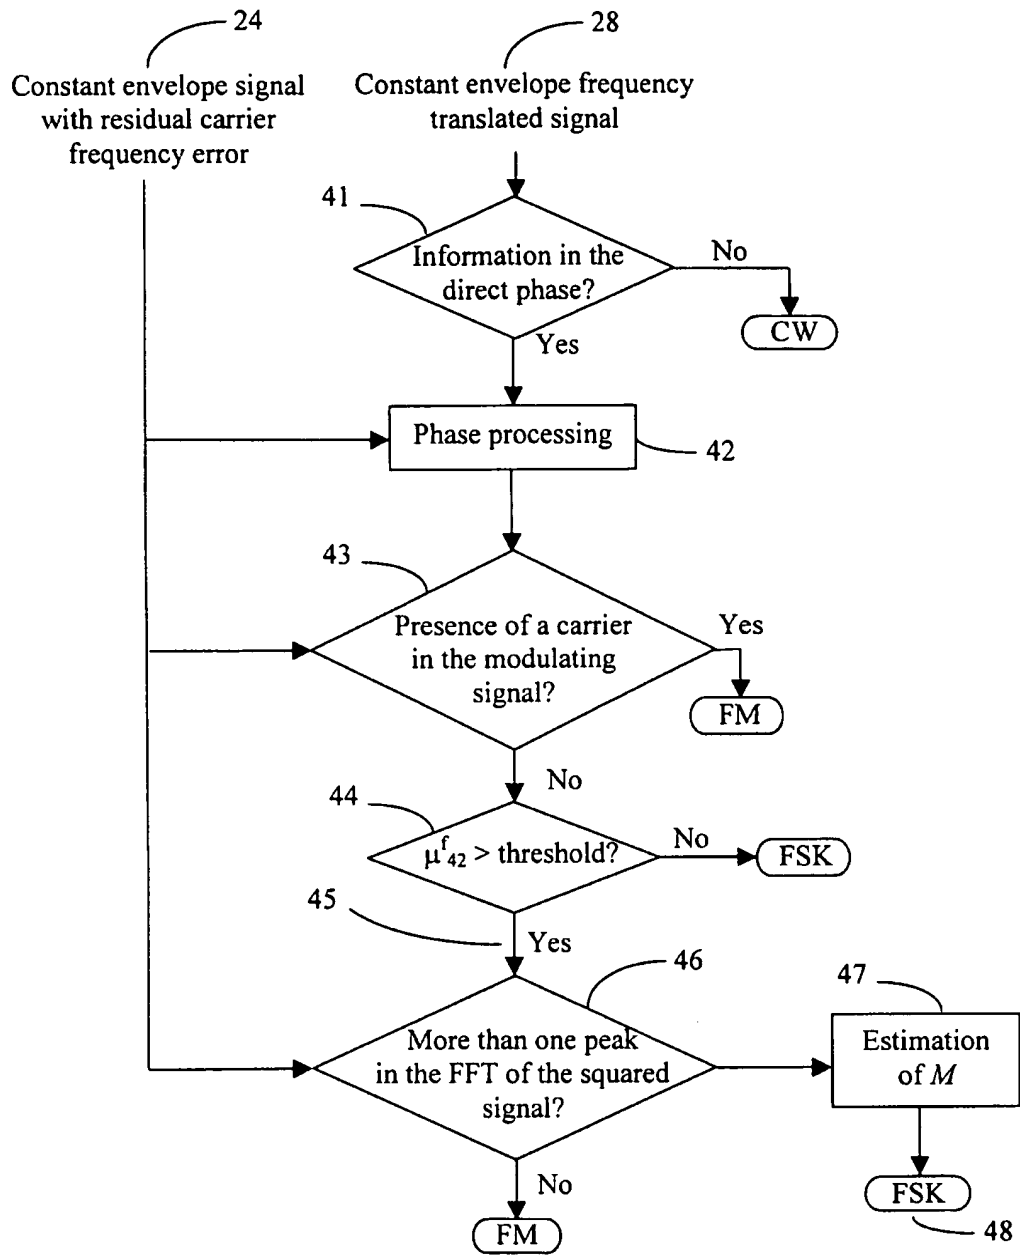 24
28
Constant envelope signal
with residual carrier
frequency error
Constant envelope frequency
translated signal
41
Information in the
direct phase?
No
CW
Yes
Phase processing
42
43
Presence of a carrier
in the modulating
signal?
Yes
FM
No
44
μᶠ₄₂ > threshold?
No
FSK
45
Yes
46
47
More than one peak
in the FFT of the squared
signal?
Estimation
of M
No
FSK
FM
48